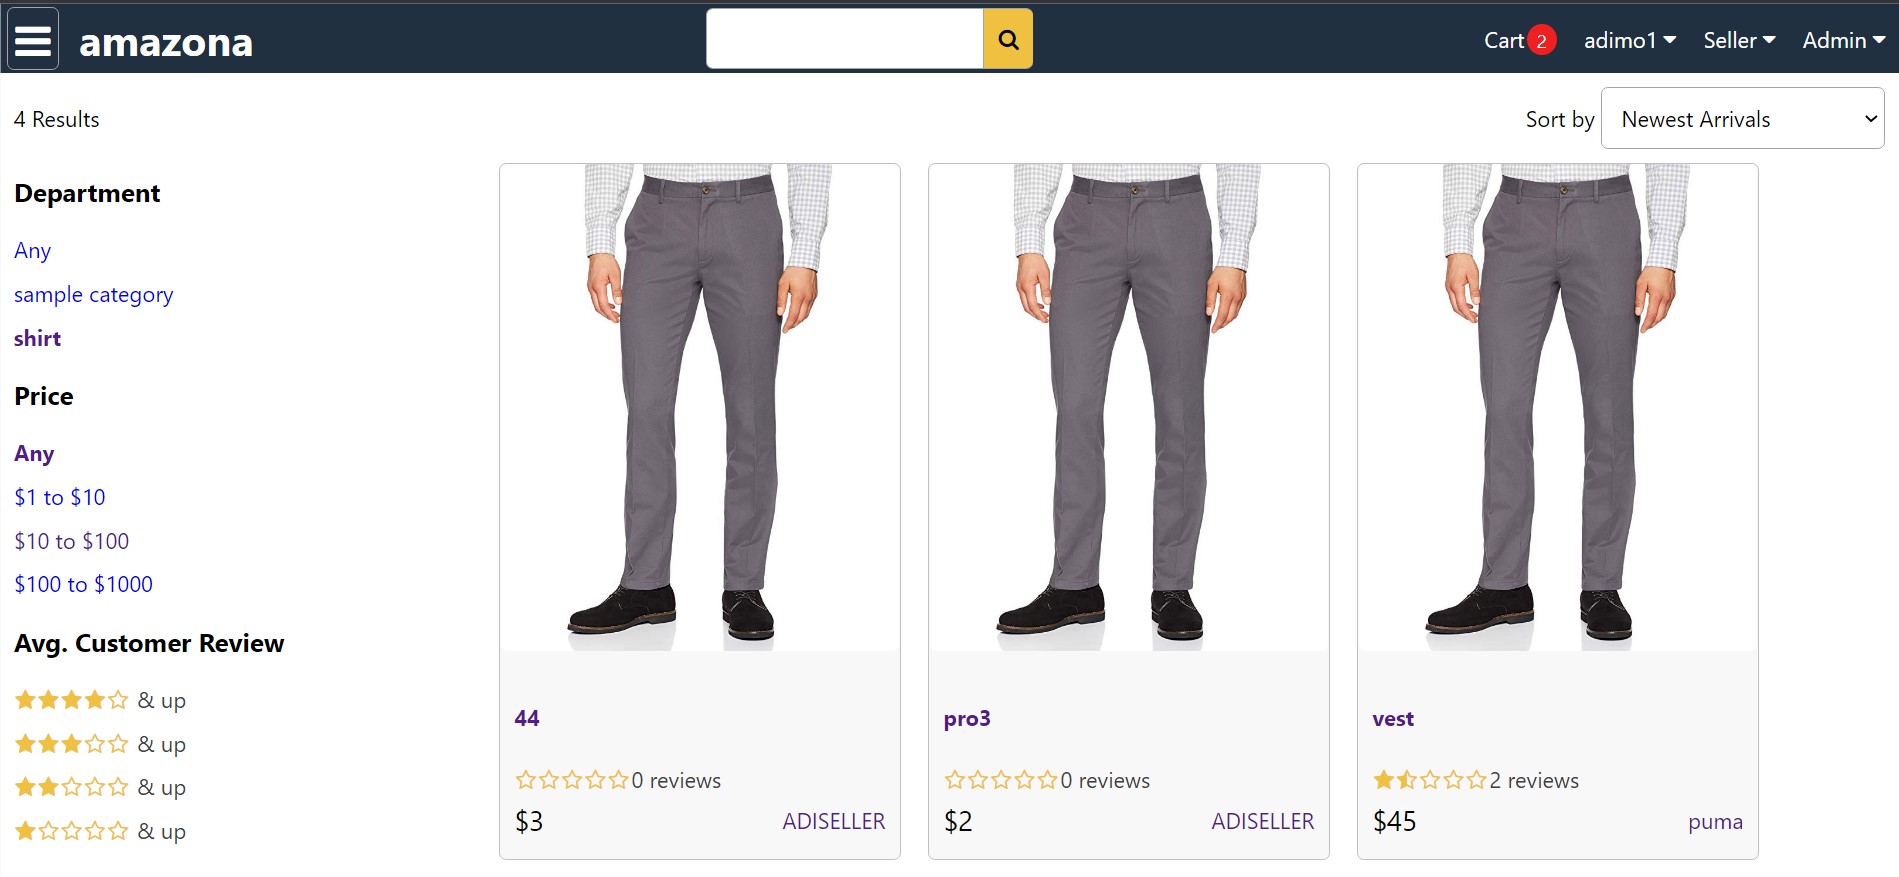 amazona
Cart 2 adimo1 Seller Admin
4 Results
Sort by Newest Arrivals
Department
Any
sample category
shirt
Price
Any
$1 to $10
$10 to $100
$100 to $1000
Avg. Customer Review
& up
& up
& up
& up
44
0 reviews
$3 ADISELLER
pro3
0 reviews
$2 ADISELLER
vest
2 reviews
$45 puma